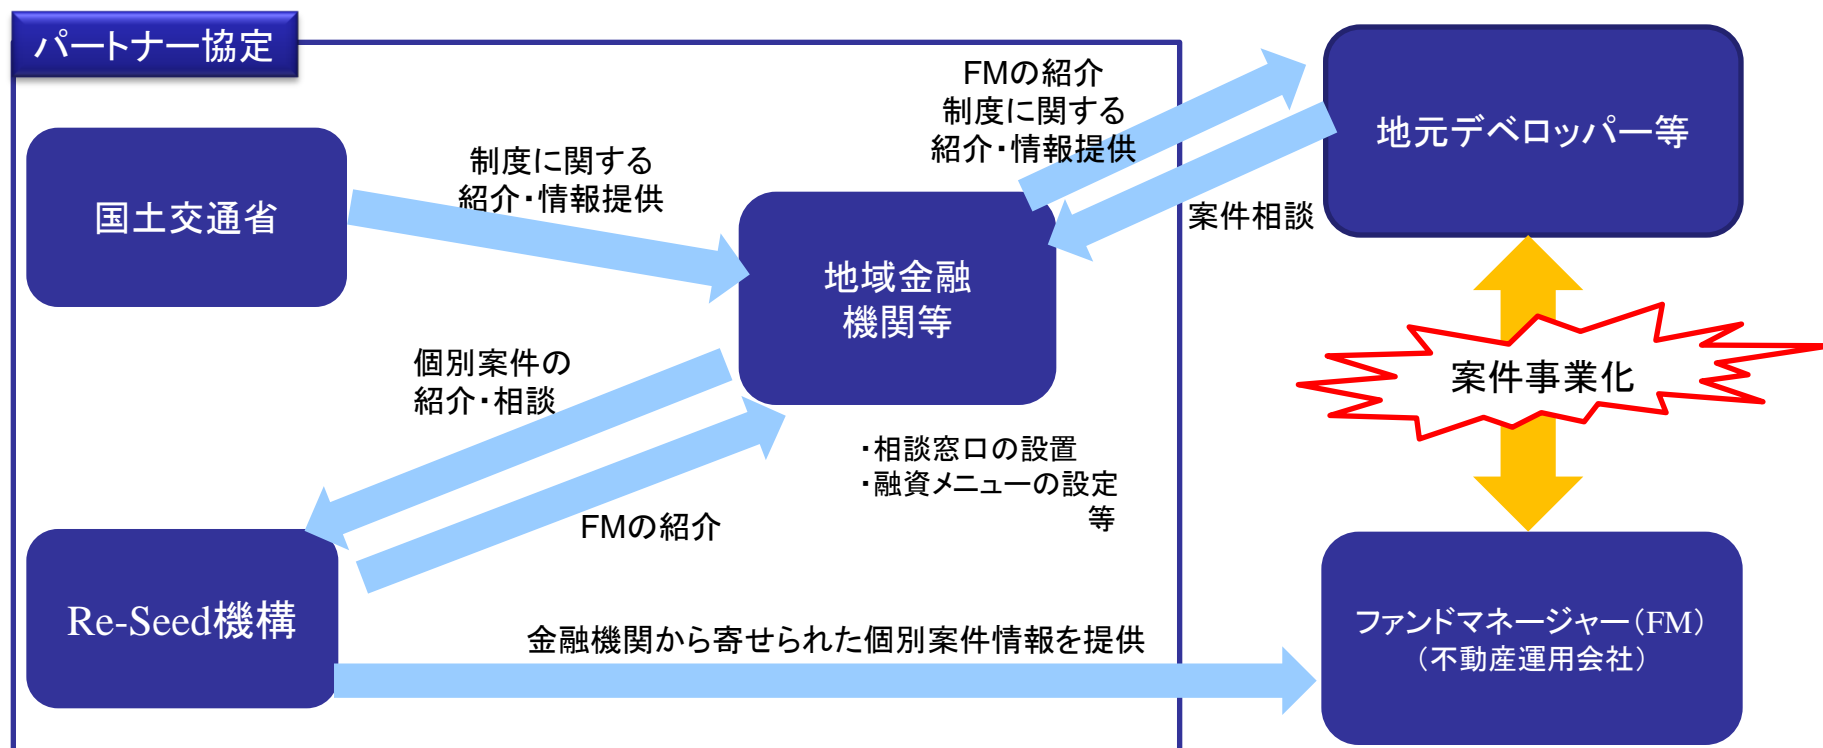 パートナー協定
国土交通省
制度に関する
紹介・情報提供
FMの紹介
制度に関する
紹介・情報提供
地元デベロッパー等
案件相談
地域金融
機関等
個別案件の
紹介・相談
・相談窓口の設置
・融資メニューの設定
等
案件事業化
FMの紹介
Re-Seed機構
金融機関から寄せられた個別案件情報を提供
ファンドマネージャー（FM）
（不動産運用会社）